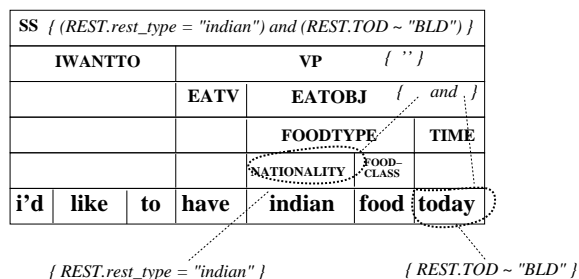 SS { (REST.rest_type = "indian") and (REST.TOD ~ "BLD") }
IWANTTO VP { '' }
EATV EATOBJ { and }
FOODTYPE TIME
NATIONALITY FOOD–
CLASS
i'd like to have indian food today
{ REST.rest_type = "indian" } { REST.TOD ~ "BLD" }